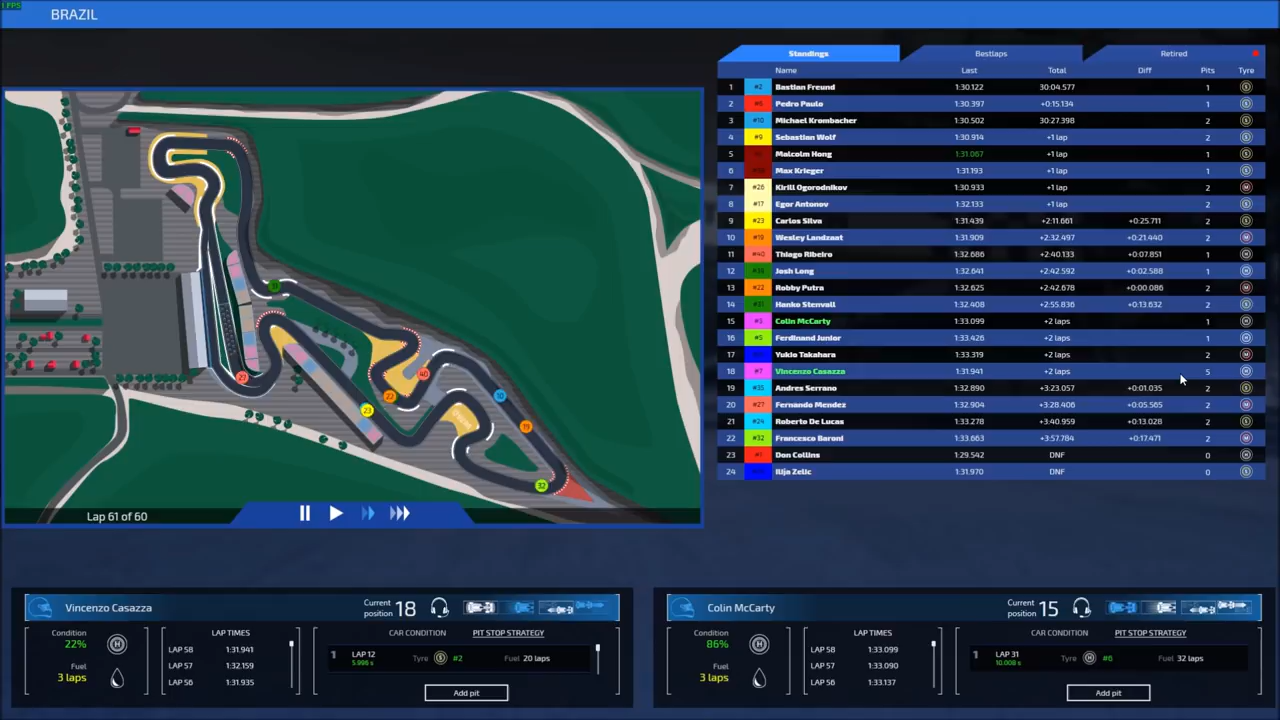 1 FPS
BRAZIL
Standings Bestlaps Retired
Name Last Total Diff Pits Tyre
1 #2 Bastian Freund 1:30.122 30:04.577 1 S
2 #6 Pedro Paulo 1:30.397 +0:15.134 1 S
3 #10 Michael Krombacher 1:30.502 30:27.398 2 S
4 #9 Sebastian Wolf 1:30.914 +1 lap 2 S
5 Malcolm Hong 1:31.067 +1 lap 1 S
6 Max Krieger 1:31.193 +1 lap 1 S
7 #26 Kirill Ogorodnikov 1:30.933 +1 lap 2 M
8 #17 Egor Antonov 1:32.133 +1 lap 2 S
9 #23 Carlos Silva 1:31.439 +2:11.661 +0:25.711 2 S
10 #19 Wesley Landzaat 1:31.909 +2:32.497 +0:21.440 2 M
11 #40 Thiago Ribeiro 1:32.686 +2:40.133 +0:07.851 1 H
12 Josh Long 1:32.641 +2:42.592 +0:02.588 1 H
13 #22 Robby Putra 1:32.625 +2:42.678 +0:00.086 2 M
14 #31 Hanko Stenvall 1:32.408 +2:55.836 +0:13.632 2 S
15 #3 Colin McCarty 1:33.099 +2 laps 1 H
16 #5 Ferdinand Junior 1:33.426 +2 laps 1 H
17 Yukio Takahara 1:33.319 +2 laps 2 M
18 #7 Vincenzo Casazza 1:31.941 +2 laps 5 H
19 #35 Andres Serrano 1:32.890 +3:23.057 +0:01.035 2 S
20 #27 Fernando Mendez 1:32.904 +3:28.406 +0:05.565 2 M
21 #24 Roberto De Lucas 1:33.278 +3:40.959 +0:13.028 2 S
22 #32 Francesco Baroni 1:33.663 +3:57.784 +0:17.471 2 M
23 #1 Don Collins 1:29.542 DNF 0 H
24 Ilija Zelic 1:31.970 DNF 0 S
31
27
40
22
23
10
19
32
Lap 61 of 60
Vincenzo Casazza Current position 18
Condition 22% H
Fuel 3 laps
LAP TIMES
LAP 58 1:31.941
LAP 57 1:32.159
LAP 56 1:31.935
CAR CONDITION PIT STOP STRATEGY
1 LAP 12 5.996 s Tyre S #2 Fuel 20 laps
Add pit
Colin McCarty Current position 15
Condition 86% H
Fuel 3 laps
LAP TIMES
LAP 58 1:33.099
LAP 57 1:33.090
LAP 56 1:33.137
CAR CONDITION PIT STOP STRATEGY
1 LAP 31 10.008 s Tyre H #6 Fuel 32 laps
Add pit